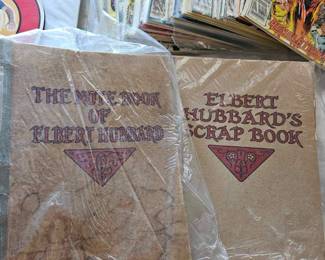 THE NOTE BOOK
OF
ELBERT HUBBARD
ELBERT
HUBBARD'S
SCRAP BOOK